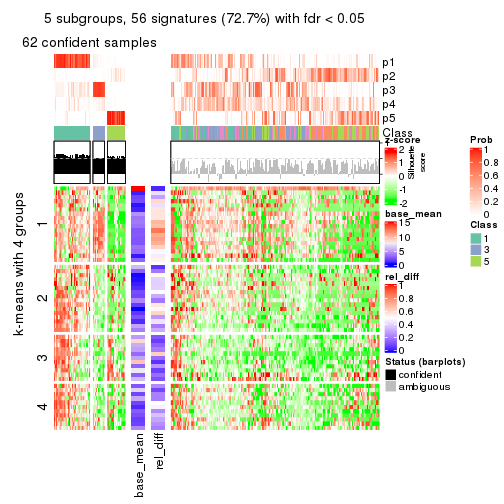 5 subgroups, 56 signatures (72.7%) with fdr < 0.05
62 confident samples
p1
p2
p3
p4
p5
Class
Silhouette
score
k-means with 4 groups
1
2
3
4
base_mean
rel_diff
z-score
2
1
0
-1
-2
base_mean
15
10
5
0
rel_diff
1
0.8
0.6
0.4
0.2
0
Status (barplots)
confident
ambiguous
Prob
1
0.8
0.6
0.4
0.2
0
Class
1
3
5